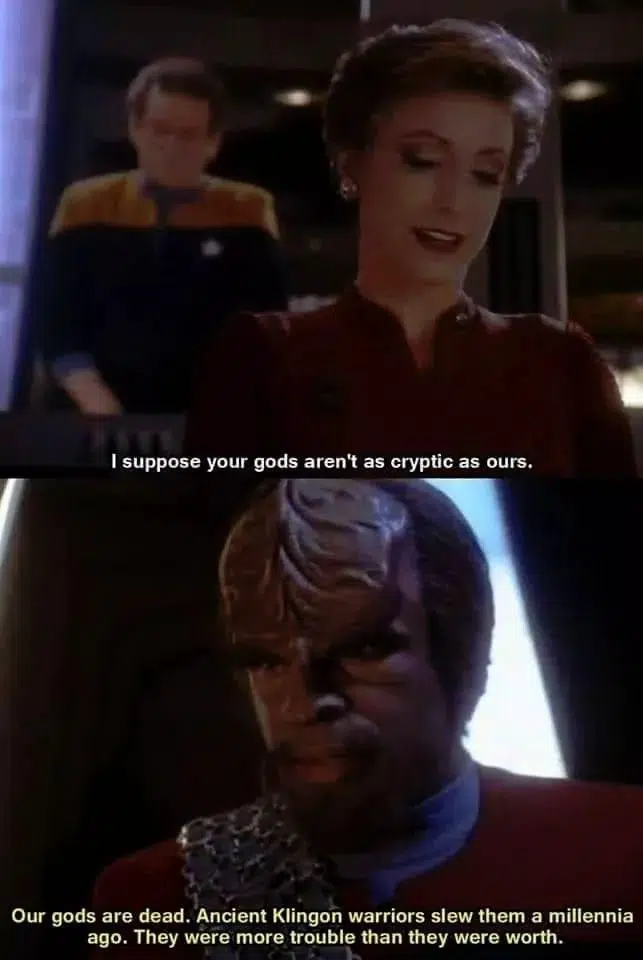 I suppose your gods aren't as cryptic as ours.
Our gods are dead. Ancient Klingon warriors slew them a millennia
ago. They were more trouble than they were worth.